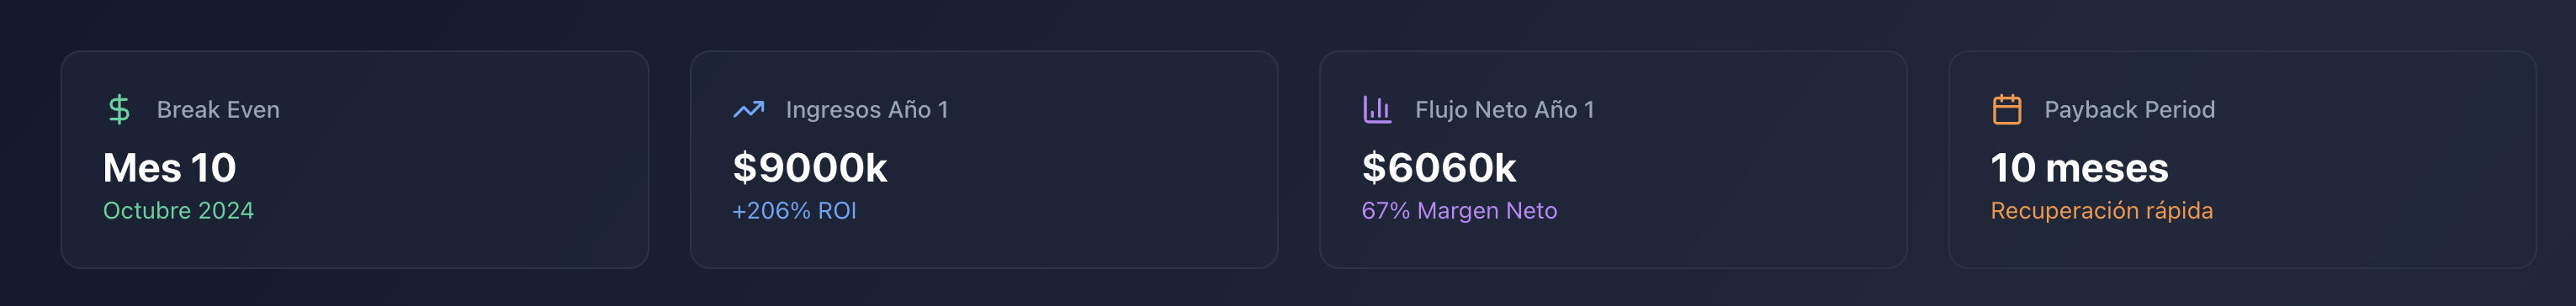 Break Even
Mes 10
Octubre 2024
Ingresos Año 1
$9000k
+206% ROI
Flujo Neto Año 1
$6060k
67% Margen Neto
Payback Period
10 meses
Recuperación rápida